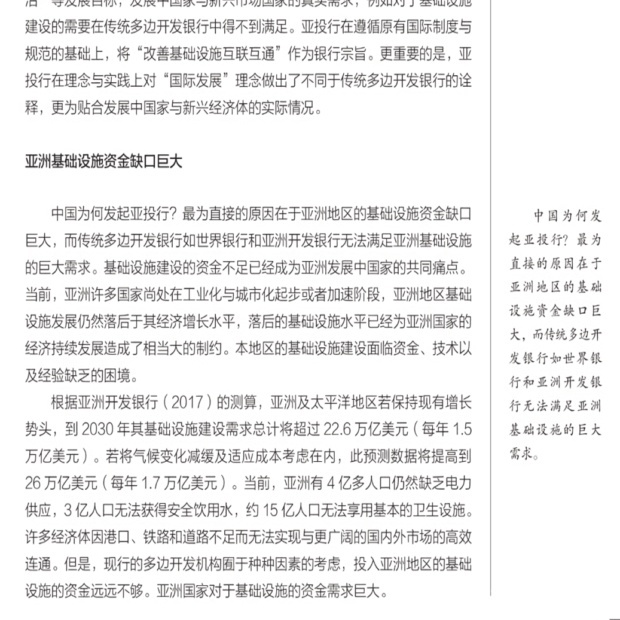 治”等发展目标，发展中国家与新兴市场国家的真实需求，例如对于基础设施
建设的需要在传统多边开发银行中得不到满足。亚投行在遵循原有国际制度与
规范的基础上，将“改善基础设施互联互通”作为银行宗旨。更重要的是，亚
投行在理念与实践上对“国际发展”理念做出了不同于传统多边开发银行的诠
释，更为贴合发展中国家与新兴经济体的实际情况。
亚洲基础设施资金缺口巨大
中国为何发起亚投行？最为直接的原因在于亚洲地区的基础设施资金缺口
巨大，而传统多边开发银行如世界银行和亚洲开发银行无法满足亚洲基础设施
的巨大需求。基础设施建设的资金不足已经成为亚洲发展中国家的共同痛点。
当前，亚洲许多国家尚处在工业化与城市化起步或者加速阶段，亚洲地区基础
设施发展仍然落后于其经济增长水平，落后的基础设施水平已经为亚洲国家的
经济持续发展造成了相当大的制约。本地区的基础设施建设面临资金、技术以
及经验缺乏的困境。
根据亚洲开发银行（2017）的测算，亚洲及太平洋地区若保持现有增长
势头，到 2030 年其基础设施建设需求总计将超过 22.6 万亿美元（每年 1.5
万亿美元）。若将气候变化减缓及适应成本考虑在内，此预测数据将提高到
26 万亿美元（每年 1.7 万亿美元）。当前，亚洲有 4 亿多人口仍然缺乏电力
供应，3 亿人口无法获得安全饮用水，约 15 亿人口无法享用基本的卫生设施。
许多经济体因港口、铁路和道路不足而无法实现与更广阔的国内外市场的高效
连通。但是，现行的多边开发机构囿于种种因素的考虑，投入亚洲地区的基础
设施的资金远远不够。亚洲国家对于基础设施的资金需求巨大。
中国为何发
起亚投行？最为
直接的原因在于
亚洲地区的基础
设施资金缺口巨
大，而传统多边开
发银行如世界银
行和亚洲开发银
行无法满足亚洲
基础设施的巨大
需求。